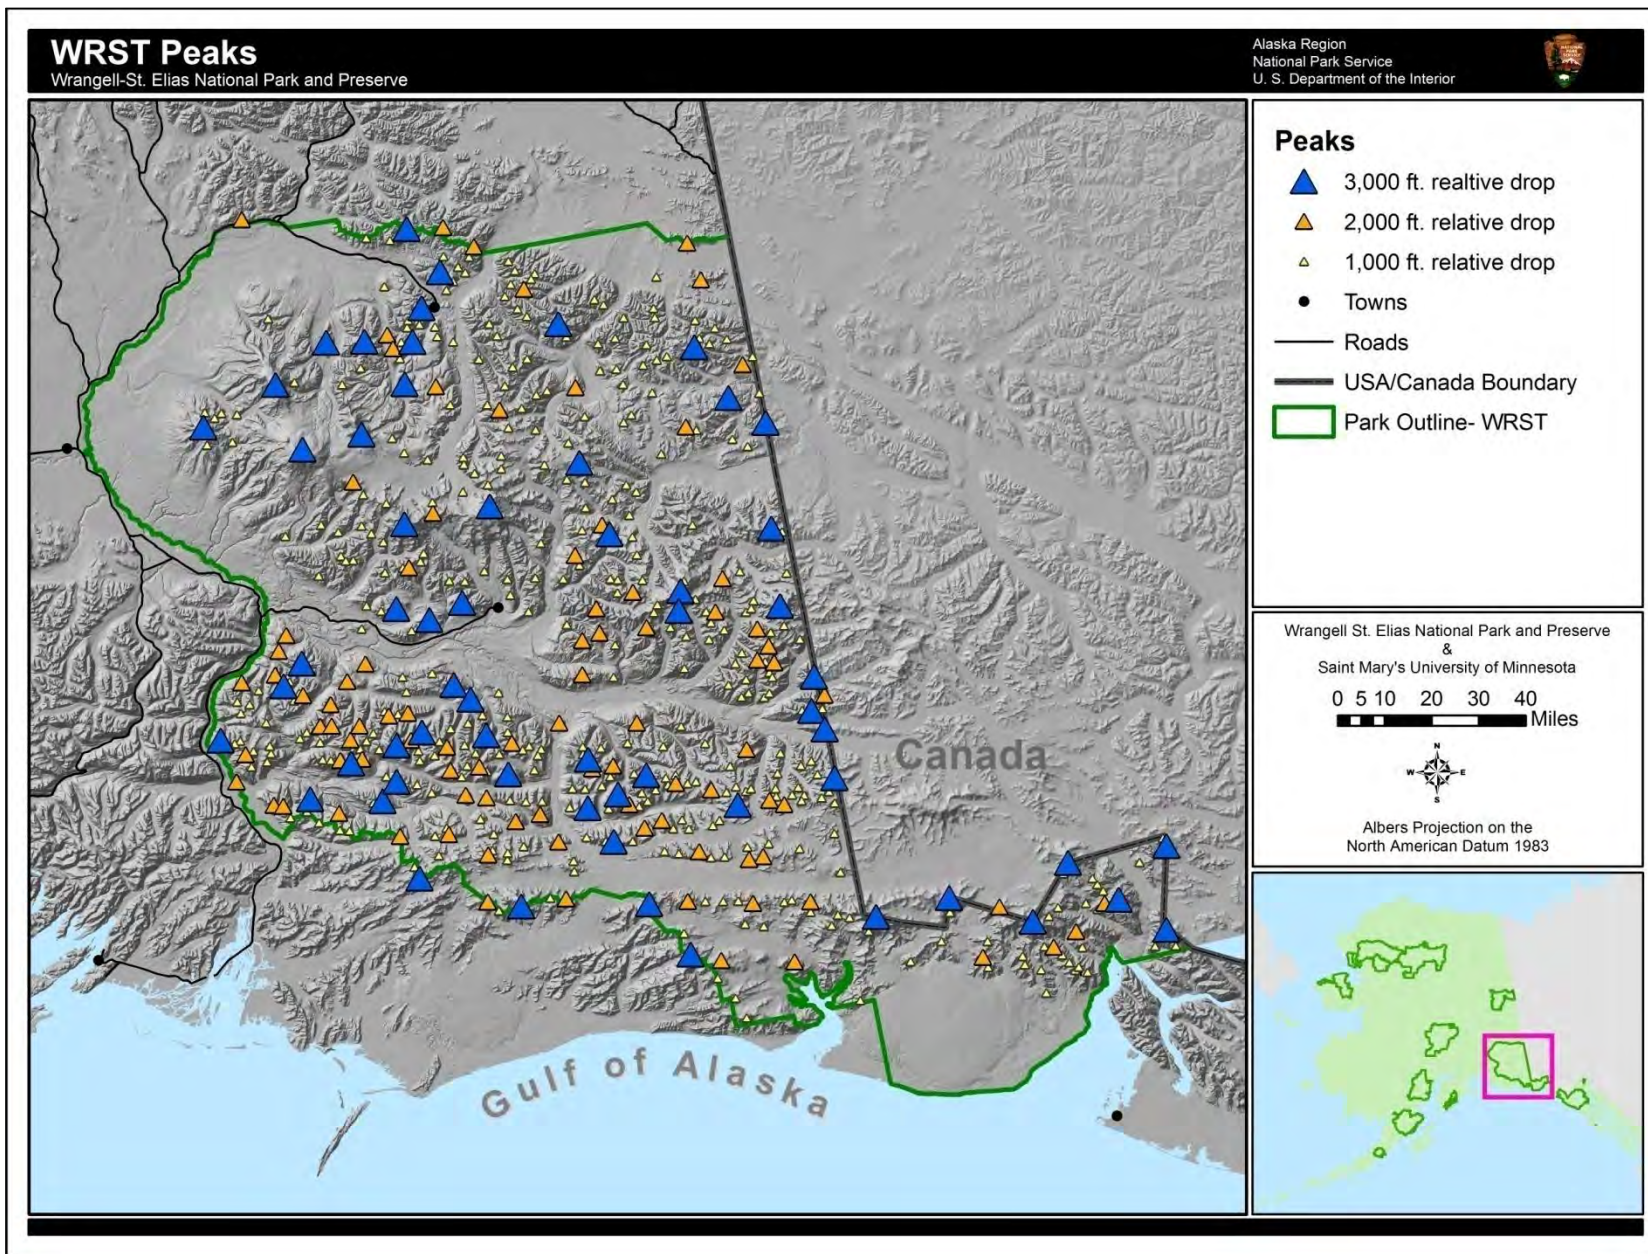 WRST Peaks
Wrangell-St. Elias National Park and Preserve
Alaska Region
National Park Service
U. S. Department of the Interior
Peaks
3,000 ft. realtive drop
2,000 ft. relative drop
1,000 ft. relative drop
Towns
Roads
USA/Canada Boundary
Park Outline- WRST
Canada
Gulf of Alaska
Wrangell St. Elias National Park and Preserve
&
Saint Mary's University of Minnesota
0 5 10 20 30 40
Miles
N
W E
S
Albers Projection on the
North American Datum 1983